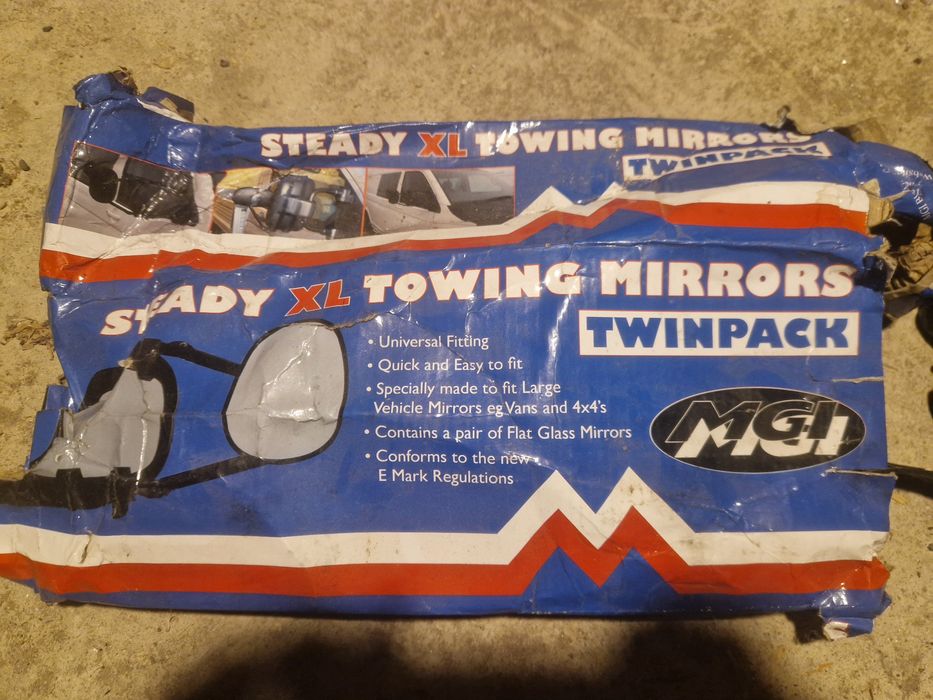 STEADY XL TOWING MIRRORS
TWINPACK
STEADY XL TOWING MIRRORS
TWINPACK
• Universal Fitting
• Quick and Easy to fit
• Specially made to fit Large
Vehicle Mirrors eg Vans and 4x4's
• Contains a pair of Flat Glass Mirrors
• Conforms to the new
E Mark Regulations
MGI